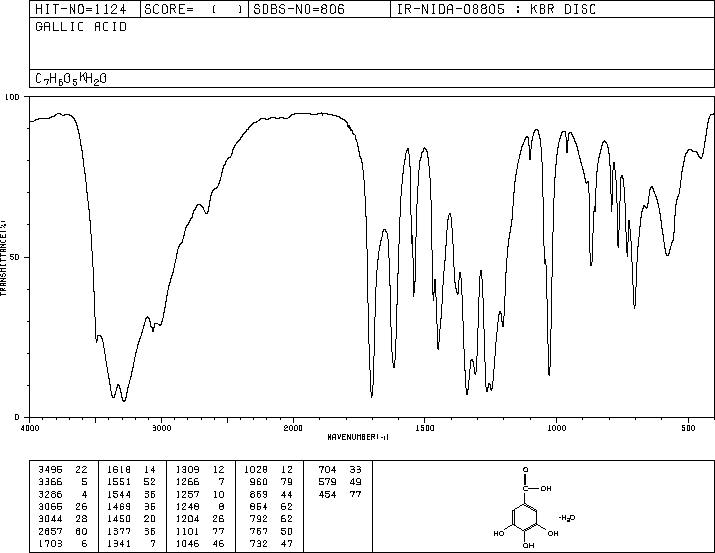 HIT-NO=1124 SCORE= ( ) SDBS-NO=806 IR-NIDA-08805 : KBR DISC
GALLIC ACID
C7H6O5KH2O
100
TRANSMITTANCE(%)
50
0
4000 3000 2000 1500 1000 500
WAVENUMBER(-1)
3495 22 1618 14 1309 12 1028 12 704 33
3366 5 1551 52 1266 7 960 79 579 49
3286 4 1544 36 1257 10 869 44 454 77
3065 26 1469 36 1248 8 854 62
3044 28 1450 20 1204 26 792 62
2657 60 1377 36 1101 77 767 50
1703 6 1341 7 1046 46 732 47
O
C OH
HO OH
OH
-H2O